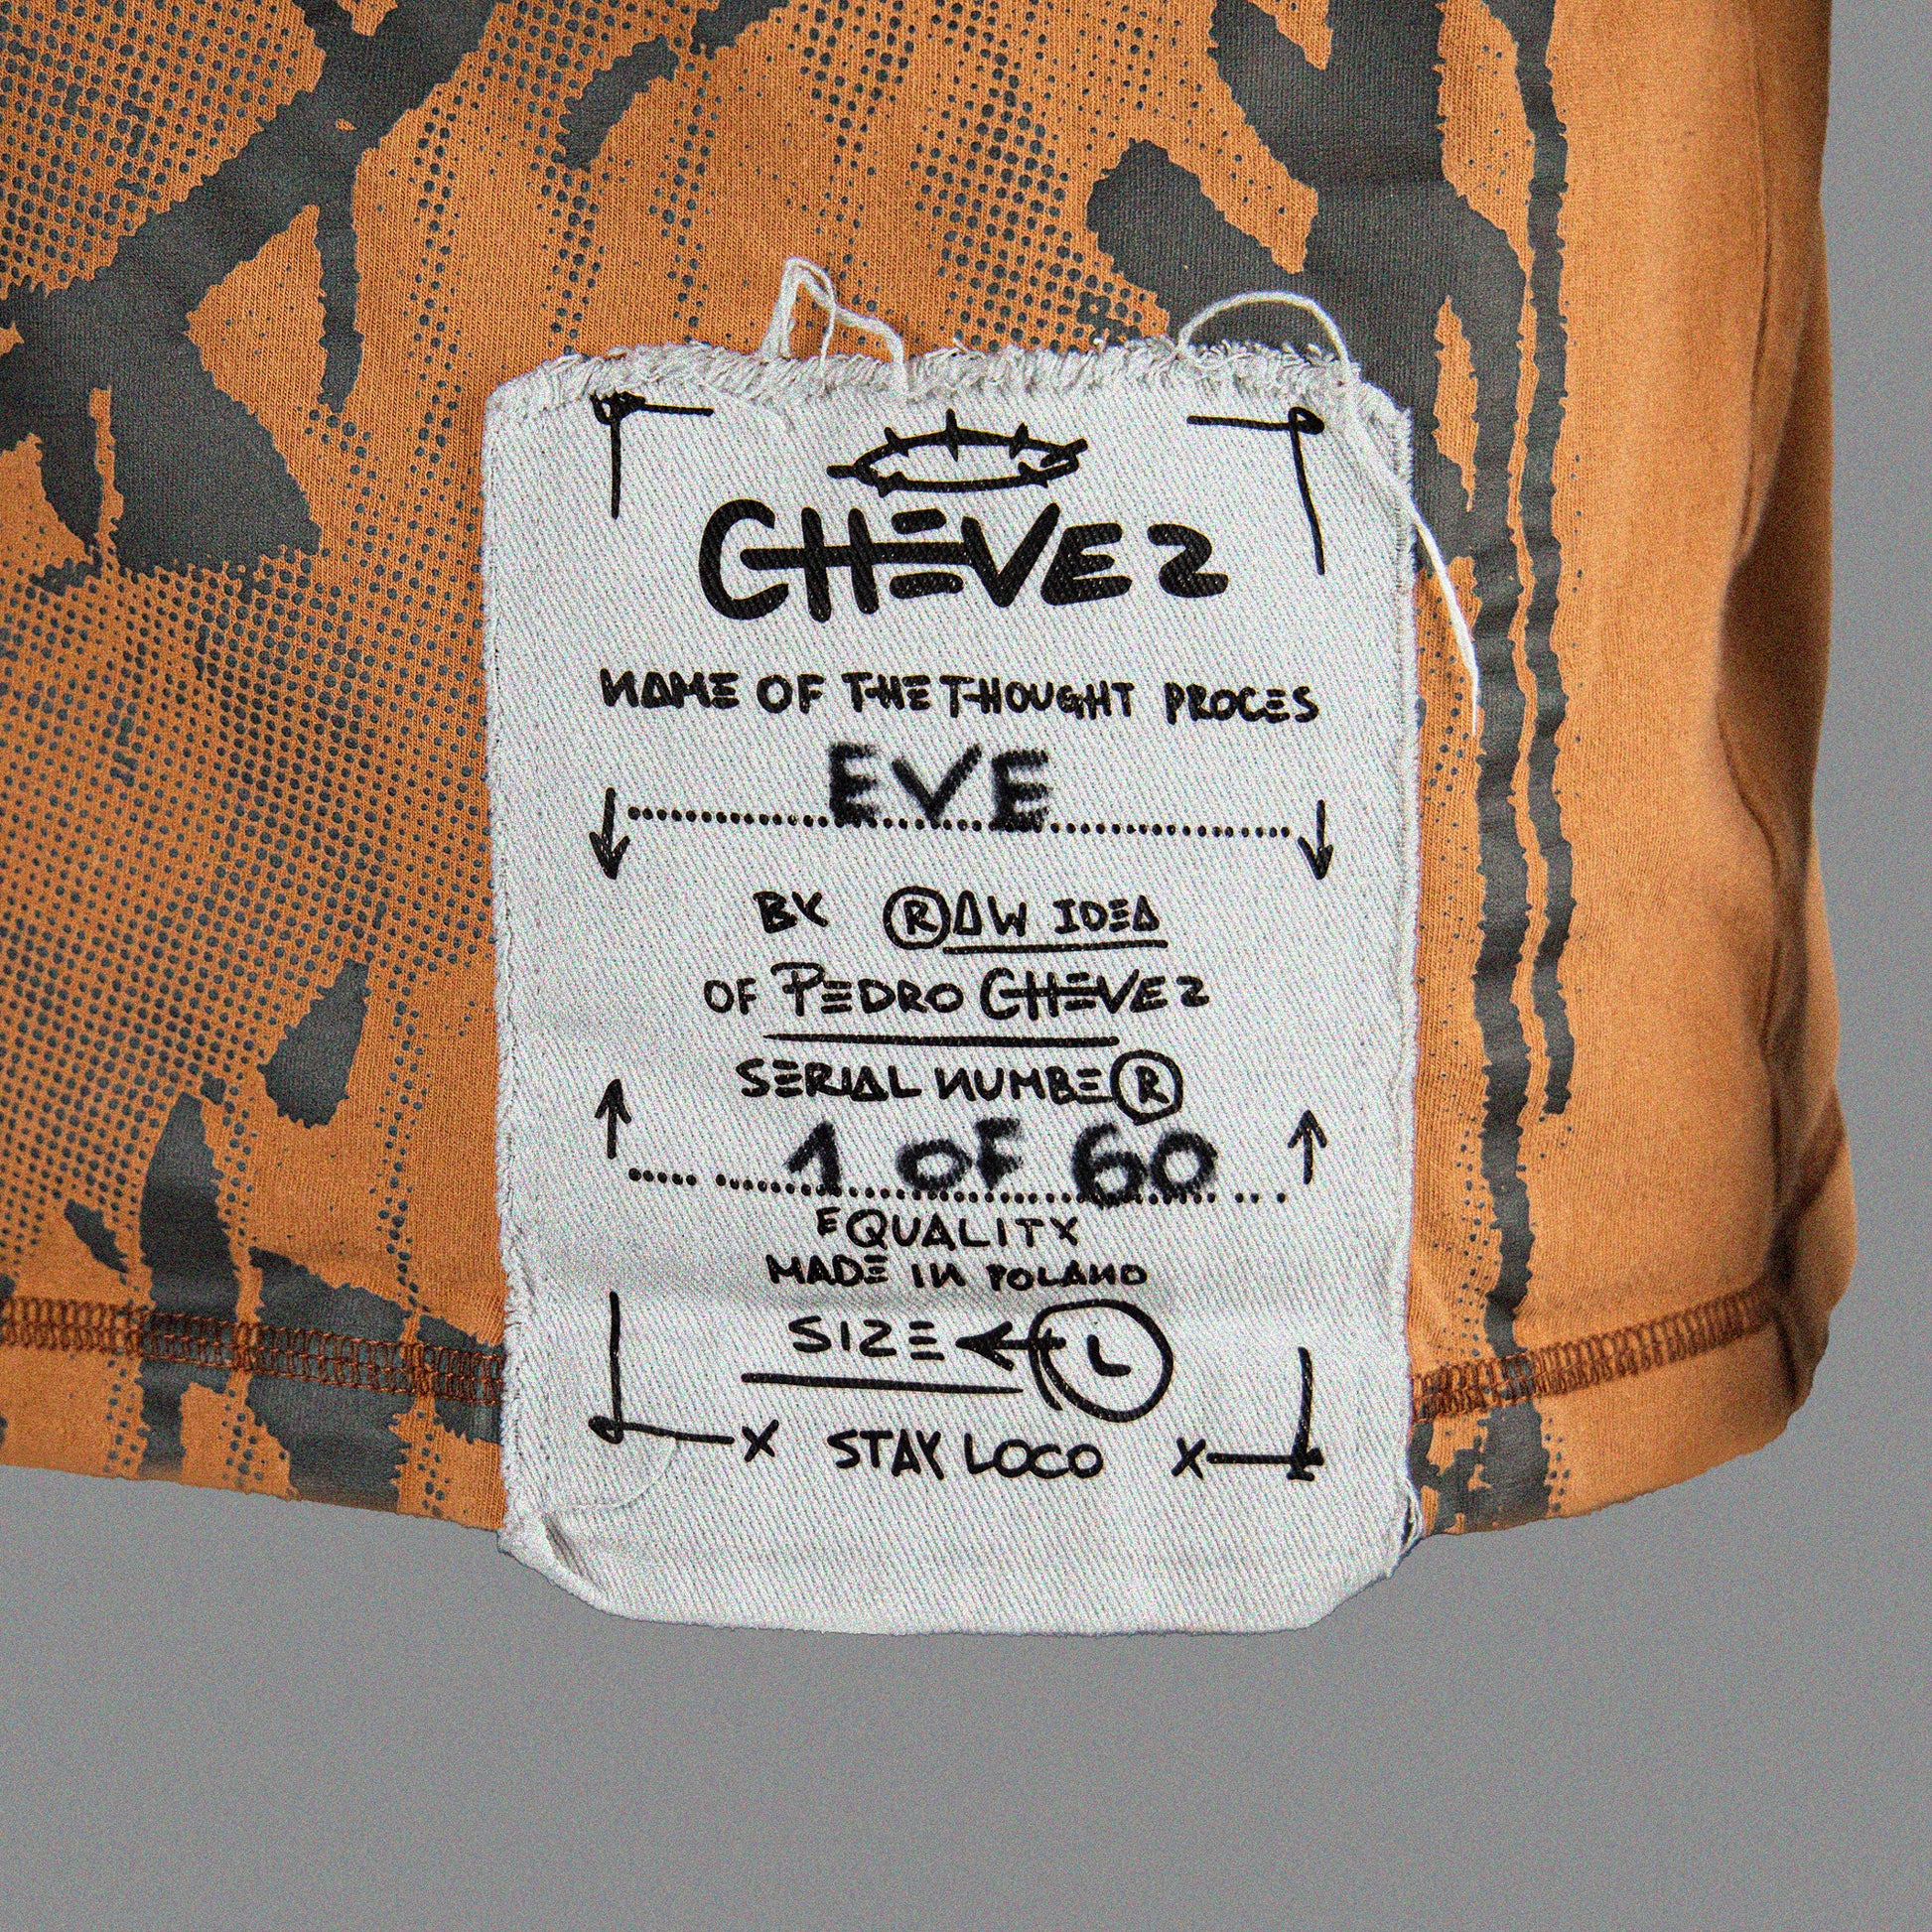 CHEVEZ
NAME OF THE THOUGHT PROCES
EVE
BY RAW IDEA
OF PEDRO CHEVEZ
SERIAL NUMBER
1 OF 60
EQUALITY
MADE IN POLAND
SIZE L
X STAY LOCO X